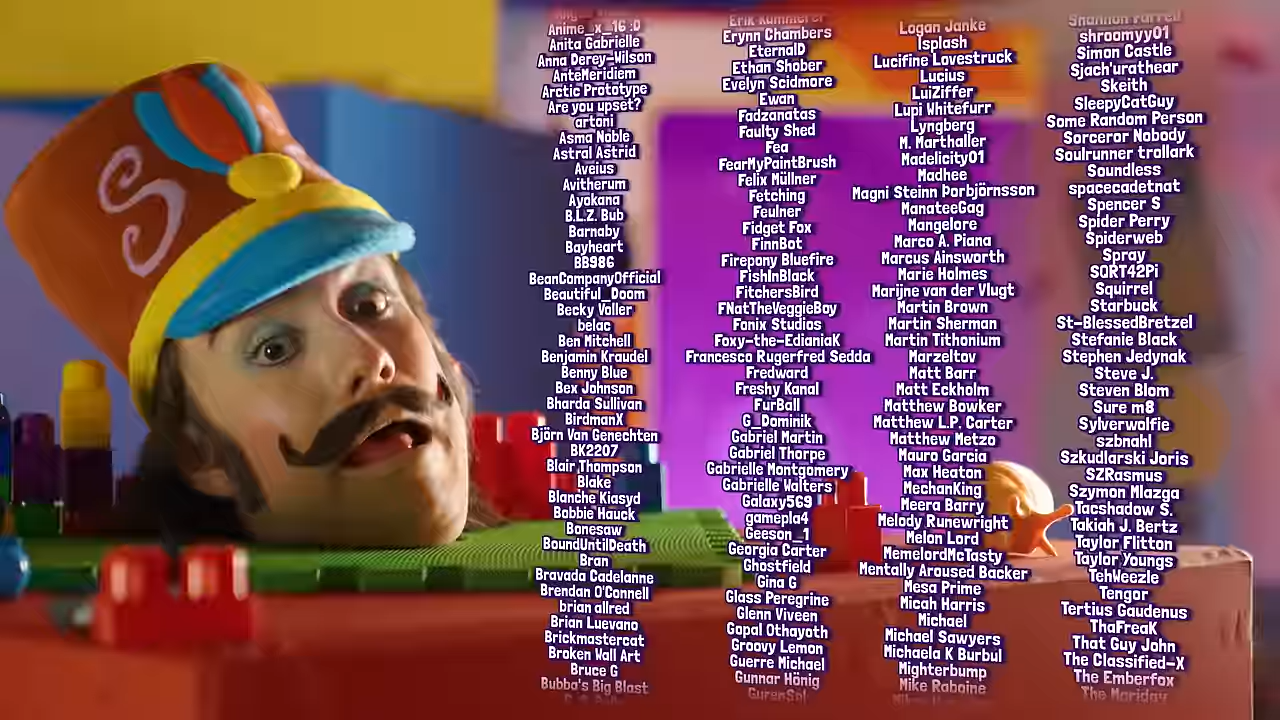 S
Anime_x_16 :D
Anita Gabrielle
Anna Derey-Wilson
AnteMeridiem
Arctic Prototype
Are you upset?
artoni
Asma Noble
Astral Astrid
Aveius
Avitherum
Ayakana
B.L.Z. Bub
Barnaby
Bayheart
BB986
BeanCompanyOfficial
Beautiful_Doom
Becky Voller
belac
Ben Mitchell
Benjamin Kraudel
Benny Blue
Bex Johnson
Bharda Sullivan
BirdmanX
Björn Van Genechten
BK2207
Blair Thompson
Blake
Blanche Kiasyd
Bobbie Hauck
Bonesaw
BoundUntilDeath
Bran
Bravada Cadelanne
Brendan O'Connell
brian allred
Brian Luevano
Brickmastercat
Broken Wall Art
Bruce G
Bubba's Big Blast
Erik Kammerer
Erynn Chambers
EternalD
Ethan Shober
Evelyn Scidmore
Ewan
Fadzanatas
Faulty Shed
Fea
FearMyPaintBrush
Felix Müllner
Fetching
Feulner
Fidget Fox
FinnBot
Firepony Bluefire
FishInBlack
FitchersBird
FNatTheVeggieBoy
Fonix Studios
Foxy-the-EdianiaK
Francesco Rugerfred Sedda
Fredward
Freshy Kanal
FurBall
G_Dominik
Gabriel Martin
Gabriel Thorpe
Gabrielle Montgomery
Gabrielle Walters
Galaxy569
gamepla4
Geeson_1
Georgia Carter
Ghostfield
Gina G
Glass Peregrine
Glenn Viveen
Gopal Othayoth
Groovy Lemon
Guerre Michael
Gunnar Hönig
GurenSol
Logan Janke
lsplash
Lucifine Lovestruck
Lucius
LuiZiffer
Lupi Whitefurr
Lyngberg
M. Marthaller
Madelicity01
Madhee
Magni Steinn Þorbjörnsson
ManateeGag
Mangelore
Marco A. Piana
Marcus Ainsworth
Marie Holmes
Marijne van der Vlugt
Martin Brown
Martin Sherman
Martin Tithonium
Marzeltov
Matt Barr
Matt Eckholm
Matthew Bowker
Matthew L.P. Carter
Matthew Metzo
Mauro Garcia
Max Heaton
MechanKing
Meera Barry
Melody Runewright
Melon Lord
MemelordMcTasty
Mentally Aroused Backer
Mesa Prime
Micah Harris
Michael
Michael Sawyers
Michaela K Burbul
Mighterbump
Mike Rabaine
Shannon Farrell
shroomyy01
Simon Castle
Sjach'urathear
Skeith
SleepyCatGuy
Some Random Person
Sorceror Nobody
Soulrunner trollark
Soundless
spacecadetnat
Spencer S
Spider Perry
Spiderweb
Spray
SQRT42Pi
Squirrel
Starbuck
St-BlessedBretzel
Stefanie Black
Stephen Jedynak
Steve J.
Steven Blom
Sure m8
Sylverwolfie
szbnahl
Szkudlarski Joris
SZRasmus
Szymon Mlazga
Tacshadow S.
Takiah J. Bertz
Taylor Flitton
Taylor Youngs
TehWeezle
Tengor
Tertius Gaudenus
ThaFreaK
That Guy John
The Classified-X
The Emberfox
The Mariday